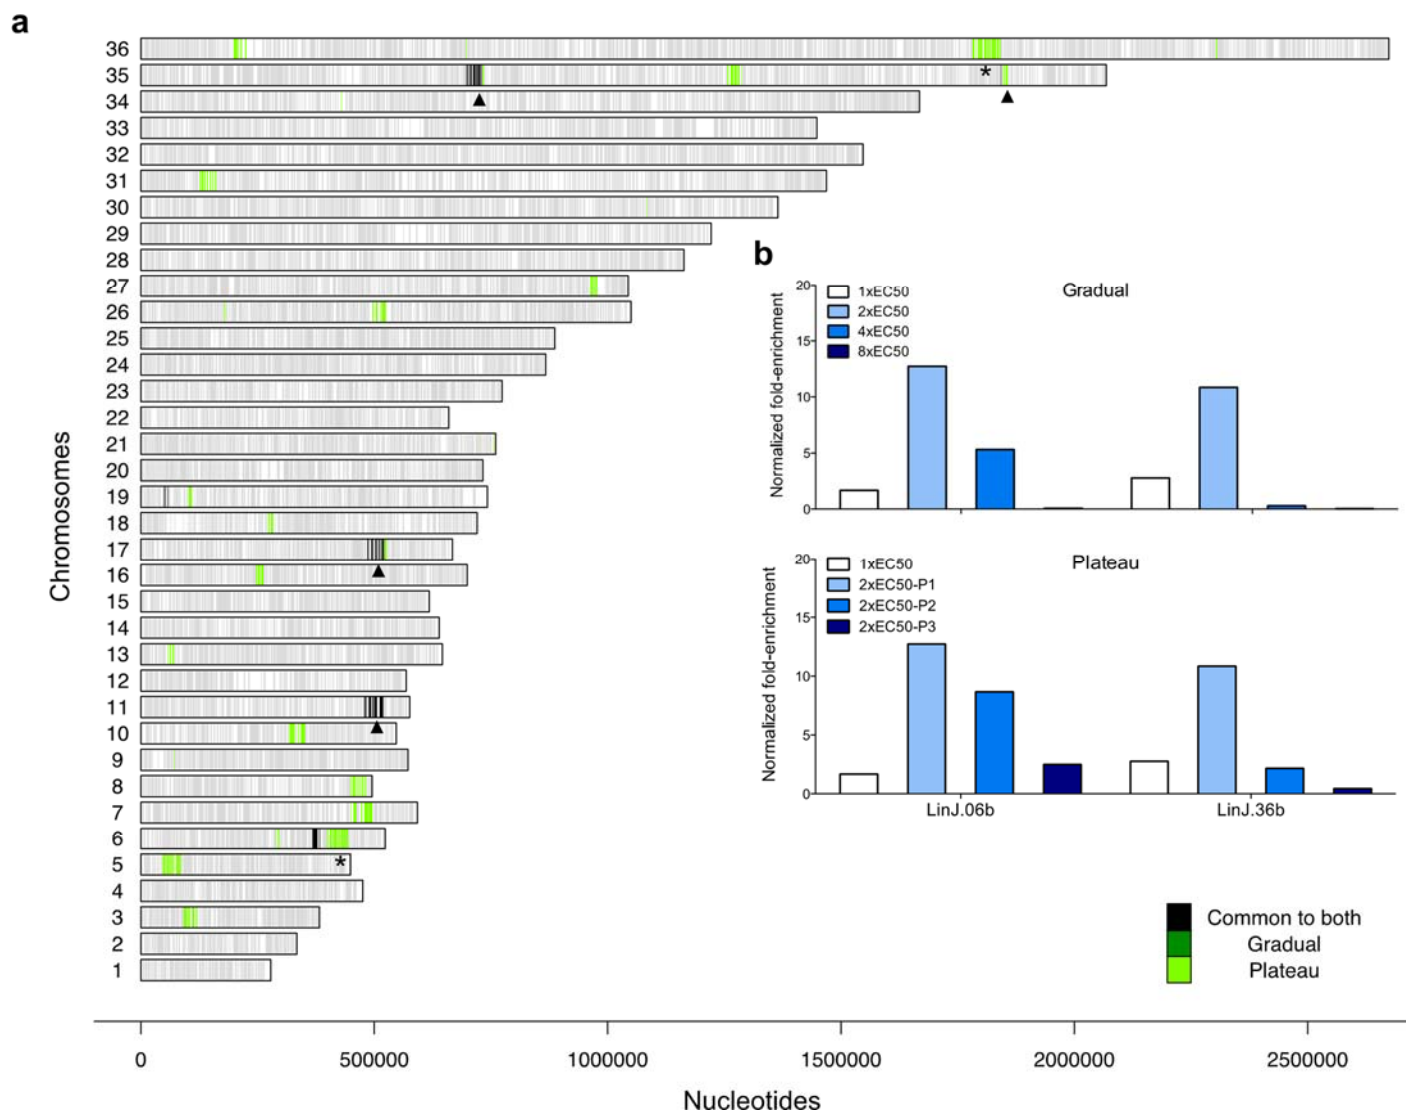 a
36
35
*
34
33
32
31
30
29
28
27
26
25
24
23
22
21
20
19
18
17
16
15
14
13
12
11
10
9
8
7
6
5
*
4
3
2
1
Chromosomes
0 500000 1000000 1500000 2000000 2500000
Nucleotides
b
Gradual
20
15
10
5
0
Normalized fold-enrichment
1xEC50
2xEC50
4xEC50
8xEC50
Plateau
20
15
10
5
0
Normalized fold-enrichment
1xEC50
2xEC50-P1
2xEC50-P2
2xEC50-P3
LinJ.06b LinJ.36b
Common to both
Gradual
Plateau